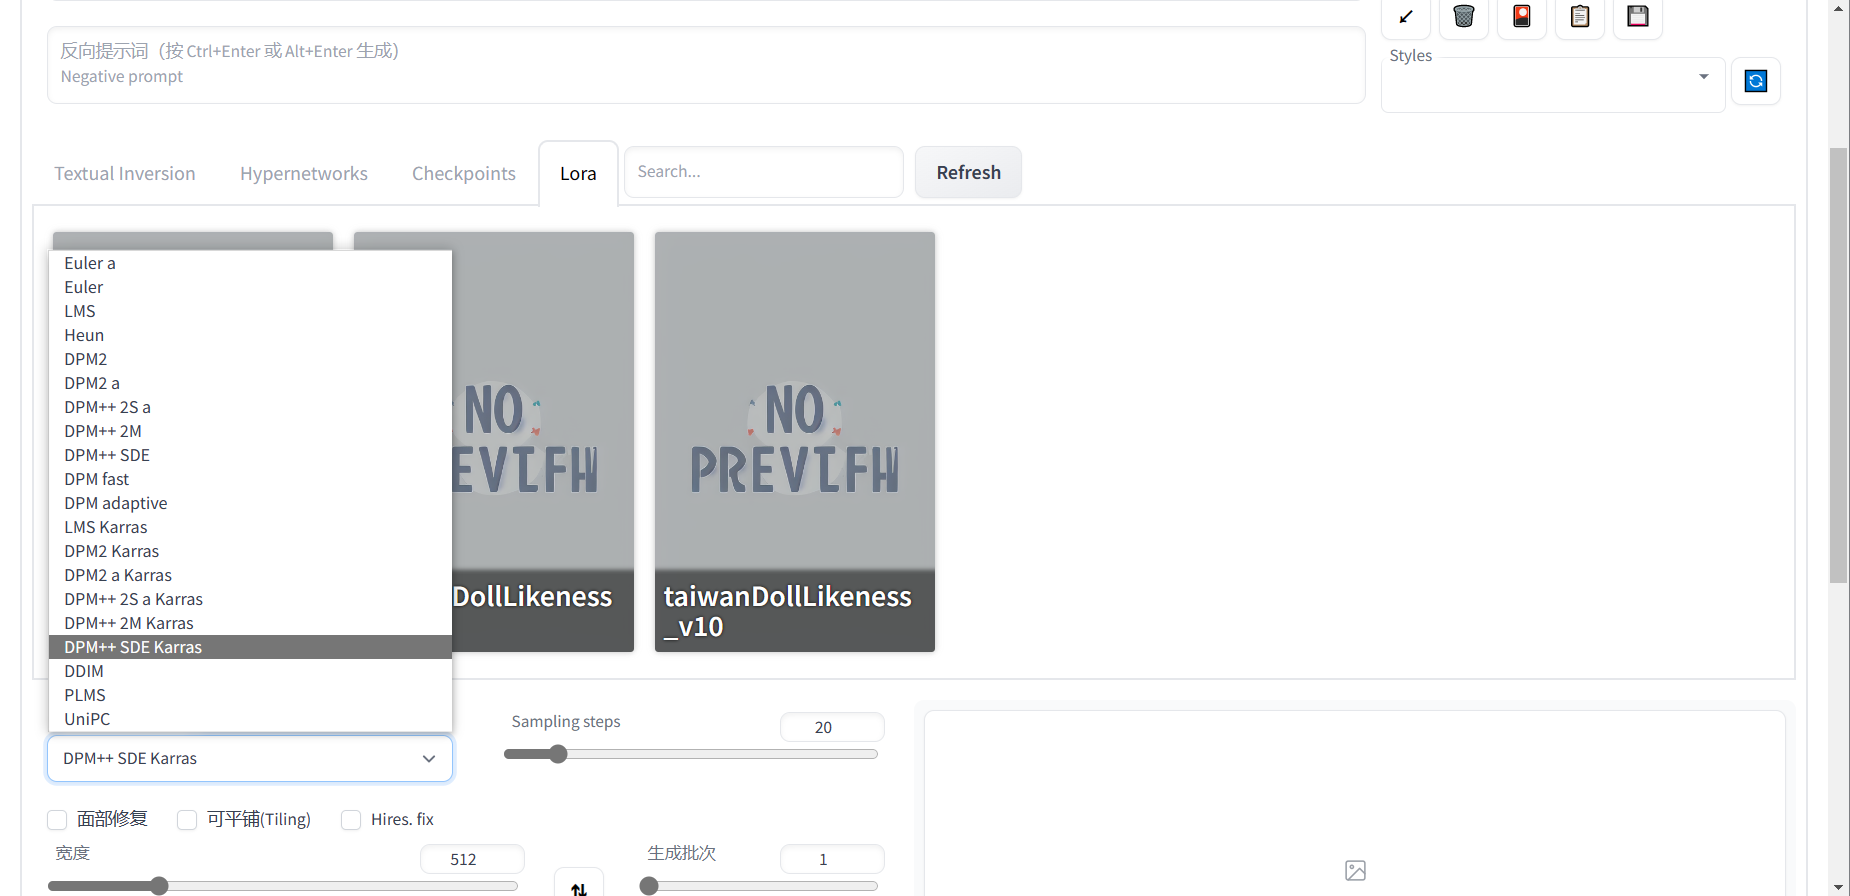 反向提示词（按 Ctrl+Enter 或 Alt+Enter 生成）
Negative prompt
Styles
Textual Inversion
Hypernetworks
Checkpoints
Lora
Search...
Refresh
Euler a
Euler
LMS
Heun
DPM2
DPM2 a
DPM++ 2S a
DPM++ 2M
DPM++ SDE
DPM fast
DPM adaptive
LMS Karras
DPM2 Karras
DPM2 a Karras
DPM++ 2S a Karras
DPM++ 2M Karras
DPM++ SDE Karras
DDIM
PLMS
UniPC
NO
DollLikeness
NO
taiwanDollLikeness
_v10
DPM++ SDE Karras
Sampling steps
20
面部修复
可平铺(Tiling)
Hires. fix
宽度
512
生成批次
1